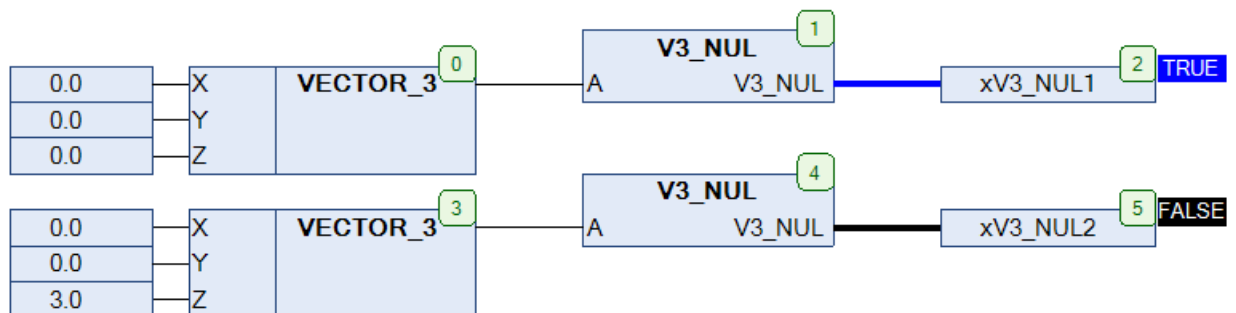 V3_NUL 1
0.0 X VECTOR_3 0 A V3_NUL xV3_NUL1 2 TRUE
0.0 Y
0.0 Z
V3_NUL 4
0.0 X VECTOR_3 3 A V3_NUL xV3_NUL2 5 FALSE
0.0 Y
3.0 Z